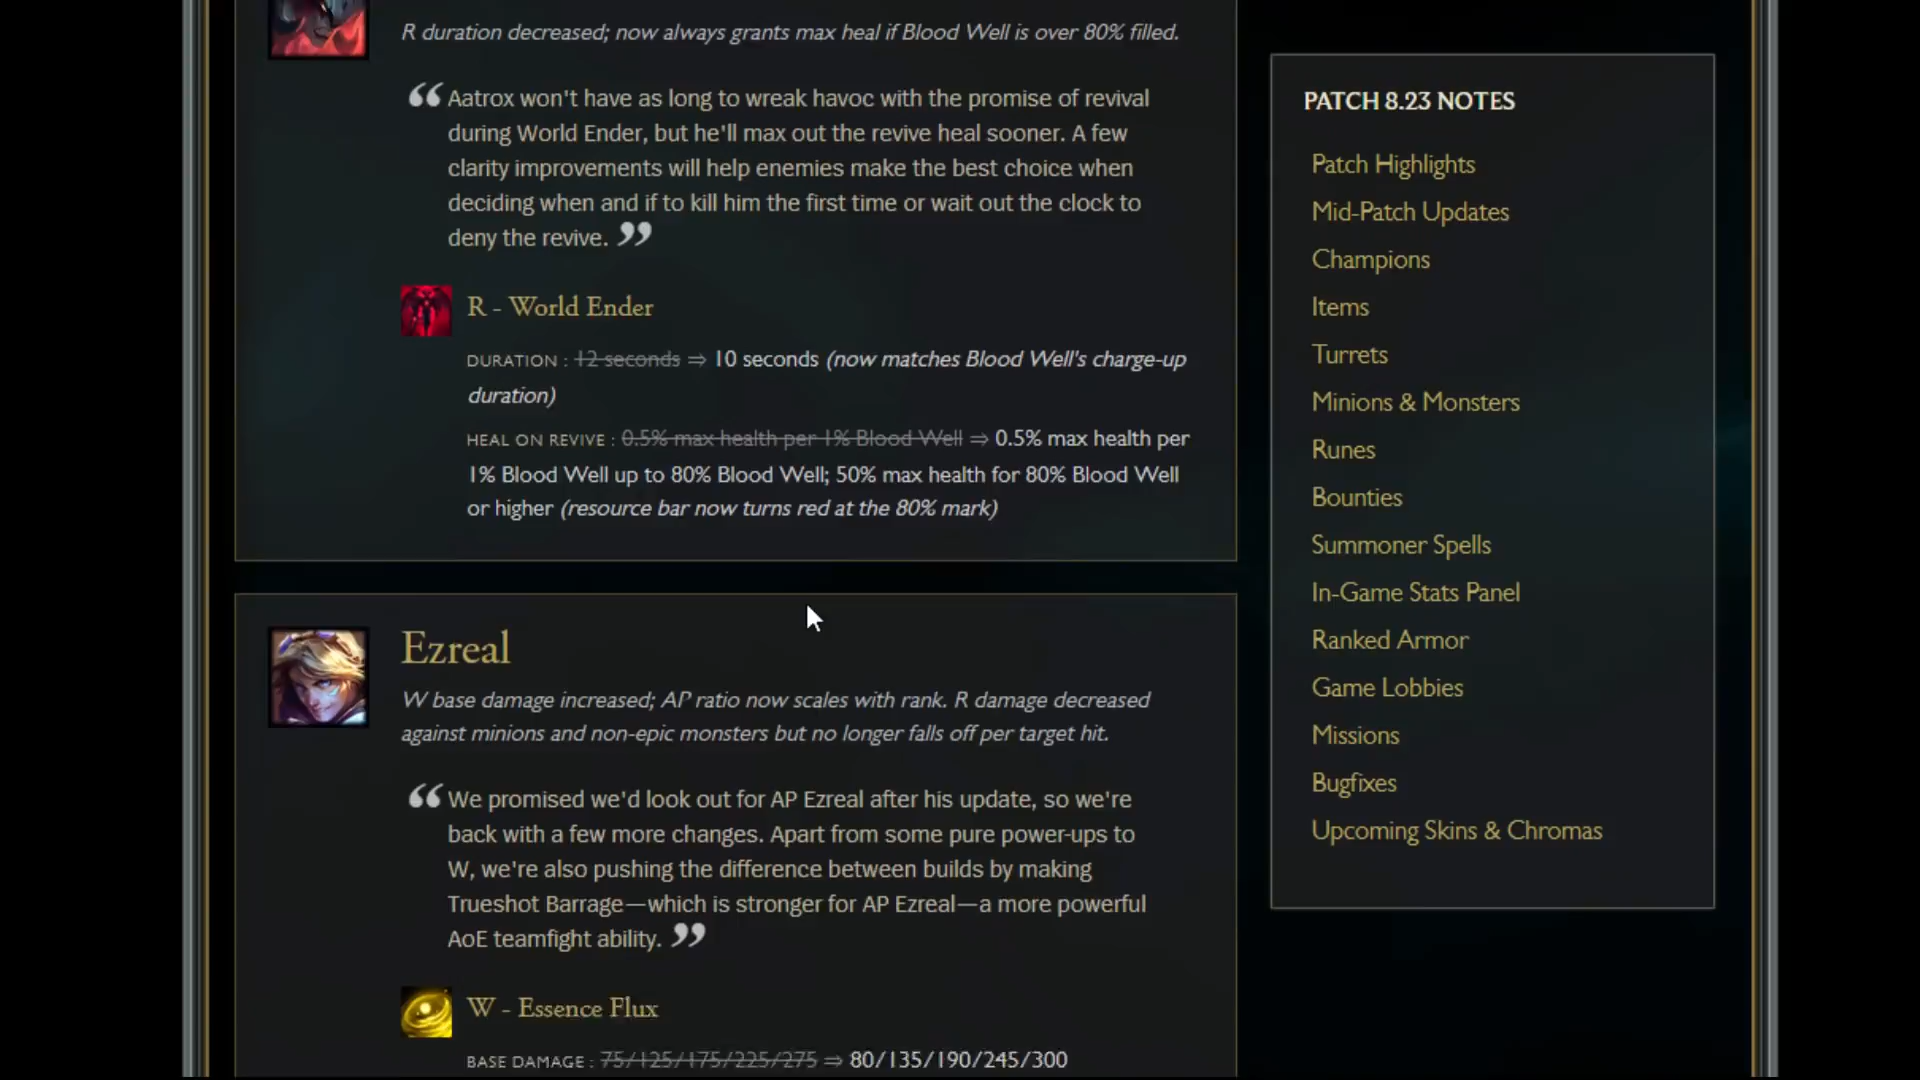 R duration decreased; now always grants max heal if Blood Well is over 80% filled.
“ Aatrox won't have as long to wreak havoc with the promise of revival
during World Ender, but he'll max out the revive heal sooner. A few
clarity improvements will help enemies make the best choice when
deciding when and if to kill him the first time or wait out the clock to
deny the revive. ”
R - World Ender
DURATION : 12 seconds ⇒ 10 seconds (now matches Blood Well's charge-up
duration)
HEAL ON REVIVE : 0.5% max health per 1% Blood Well ⇒ 0.5% max health per
1% Blood Well up to 80% Blood Well; 50% max health for 80% Blood Well
or higher (resource bar now turns red at the 80% mark)
Ezreal
W base damage increased; AP ratio now scales with rank. R damage decreased
against minions and non-epic monsters but no longer falls off per target hit.
“ We promised we'd look out for AP Ezreal after his update, so we're
back with a few more changes. Apart from some pure power-ups to
W, we're also pushing the difference between builds by making
Trueshot Barrage—which is stronger for AP Ezreal—a more powerful
AoE teamfight ability. ”
W - Essence Flux
BASE DAMAGE : 75/125/175/225/275 ⇒ 80/135/190/245/300
PATCH 8.23 NOTES
Patch Highlights
Mid-Patch Updates
Champions
Items
Turrets
Minions & Monsters
Runes
Bounties
Summoner Spells
In-Game Stats Panel
Ranked Armor
Game Lobbies
Missions
Bugfixes
Upcoming Skins & Chromas